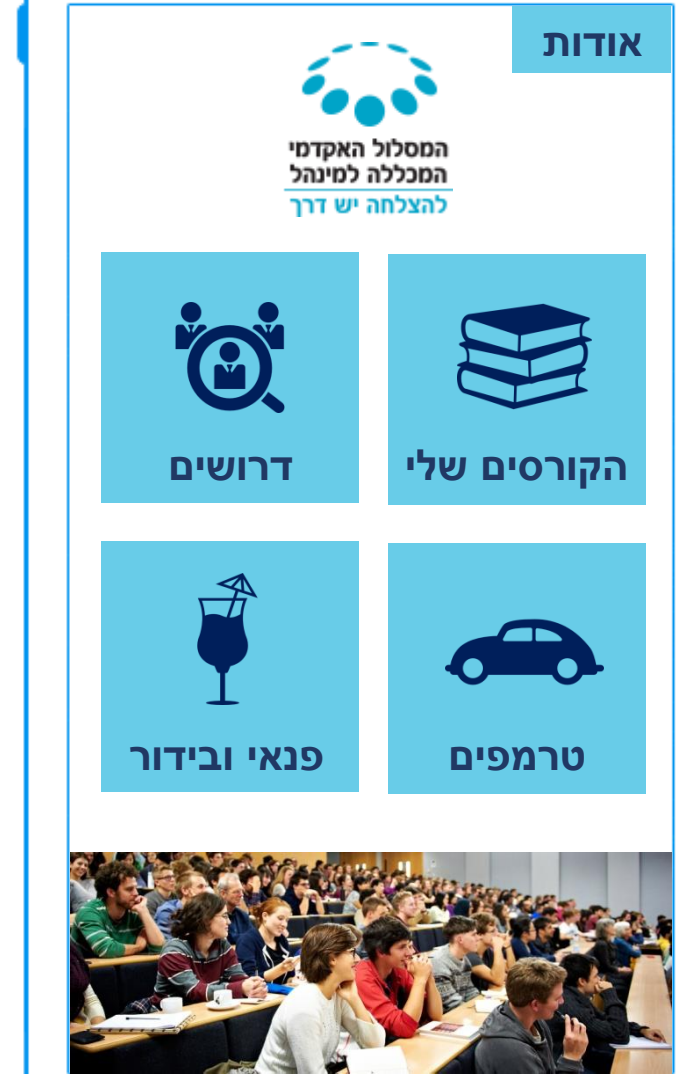 אודות
המסלול האקדמי
המכללה למינהל
להצלחה יש דרך
הקורסים שלי
דרושים
טרמפים
פנאי ובידור